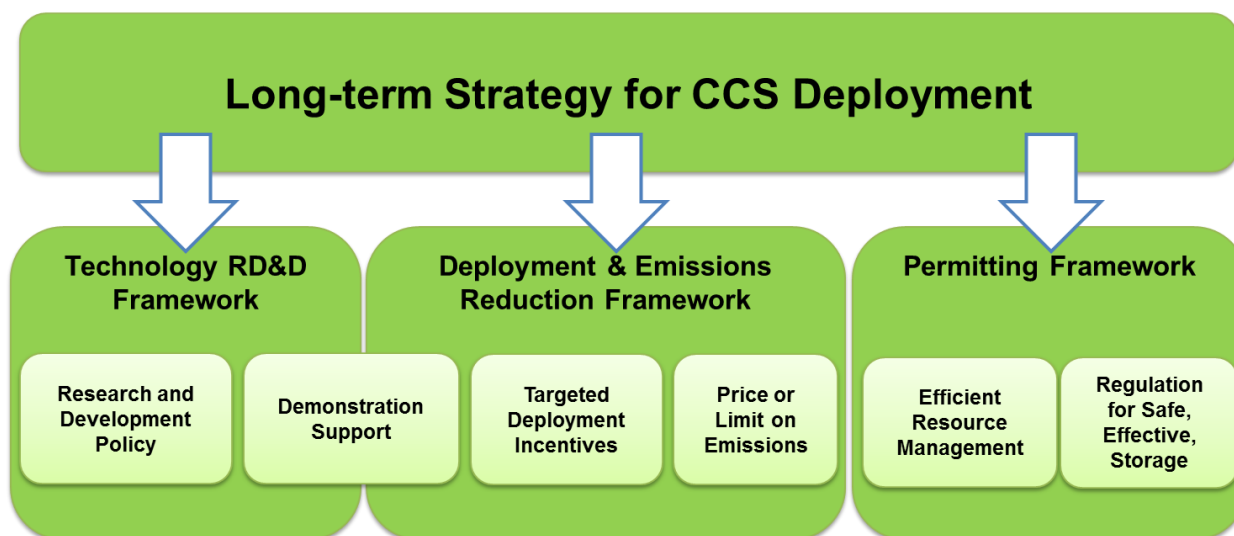 Long-term Strategy for CCS Deployment
Technology RD&D
Framework
Deployment & Emissions
Reduction Framework
Permitting Framework
Research and
Development
Policy
Demonstration
Support
Targeted
Deployment
Incentives
Price or
Limit on
Emissions
Efficient
Resource
Management
Regulation
for Safe,
Effective,
Storage